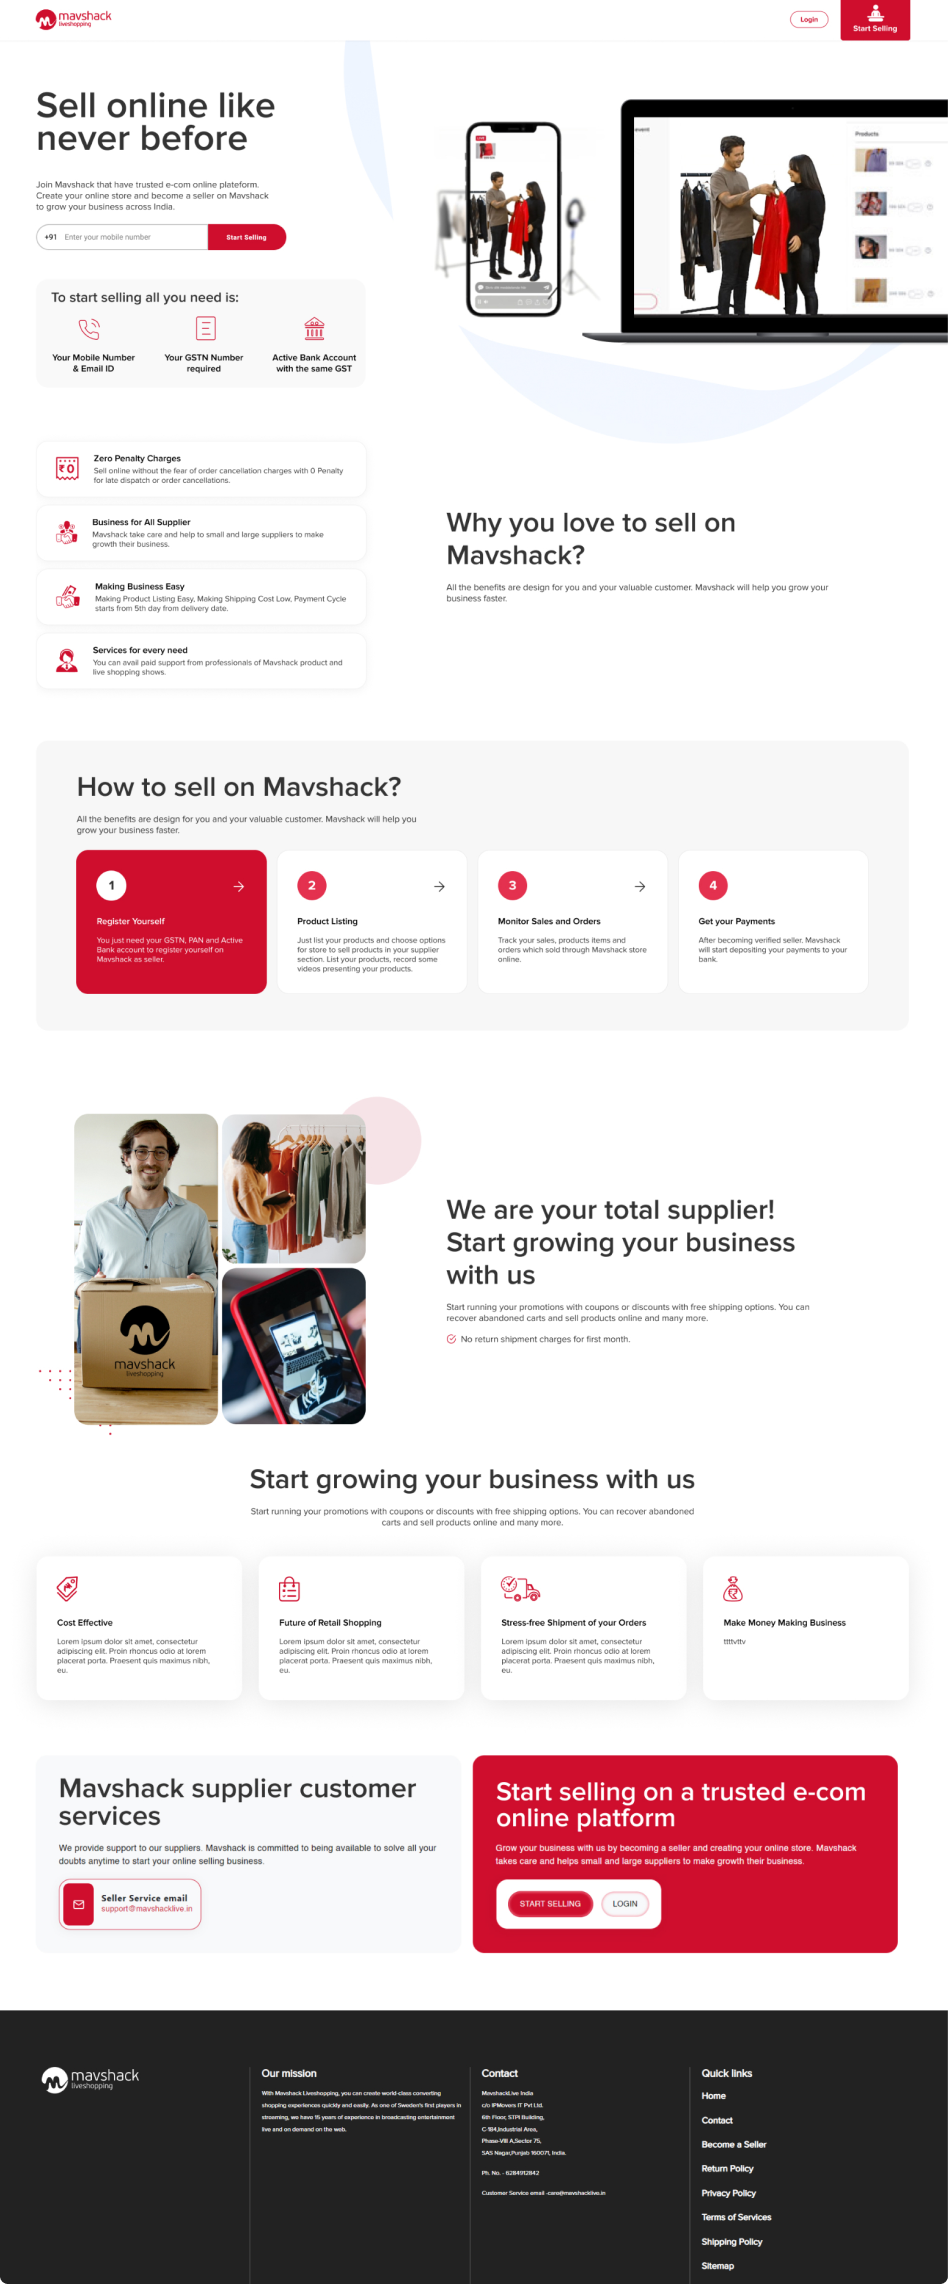 mavshack
liveshopping
Login
Start Selling
Sell online like
never before
Join Mavshack that have trusted e-com online plateform.
Create your online store and become a seller on Mavshack
to grow your business across India.
+91 Enter your mobile number
Start Selling
To start selling all you need is:
Your Mobile Number
& Email ID
Your GSTN Number
required
Active Bank Account
with the same GST
LIVE
Products
Zero Penalty Charges
Sell online without the fear of order cancellation charges with 0 Penalty
for late dispatch or order cancellations.
Business for All Supplier
Mavshack take care and help to small and large suppliers to make
growth their business.
Making Business Easy
Making Product Listing Easy, Making Shipping Cost Low, Payment Cycle
starts from 5th day from delivery date.
Services for every need
You can avail paid support from professionals of Mavshack product and
live shopping shows.
Why you love to sell on
Mavshack?
All the benefits are design for you and your valuable customer. Mavshack will help you grow your
business faster.
How to sell on Mavshack?
All the benefits are design for you and your valuable customer. Mavshack will help you
grow your business faster.
1
Register Yourself
You just need your GSTN, PAN and Active
Bank account to register yourself on
Mavshack as seller.
2
Product Listing
Just list your products and choose options
for store to sell products in your supplier
section. List your products, record some
videos presenting your products.
3
Monitor Sales and Orders
Track your sales, products items and
orders which sold through Mavshack store
online.
4
Get your Payments
After becoming verified seller. Mavshack
will start depositing your payments to your
bank.
mavshack
liveshopping
We are your total supplier!
Start growing your business
with us
Start running your promotions with coupons or discounts with free shipping options. You can
recover abandoned carts and sell products online and many more.
No return shipment charges for first month.
Start growing your business with us
Start running your promotions with coupons or discounts with free shipping options. You can recover abandoned
carts and sell products online and many more.
Cost Effective
Lorem ipsum dolor sit amet, consectetur
adipiscing elit. Proin rhoncus odio at lorem
placerat porta. Praesent quis maximus nibh,
eu.
Future of Retail Shopping
Lorem ipsum dolor sit amet, consectetur
adipiscing elit. Proin rhoncus odio at lorem
placerat porta. Praesent quis maximus nibh,
eu.
Stress-free Shipment of your Orders
Lorem ipsum dolor sit amet, consectetur
adipiscing elit. Proin rhoncus odio at lorem
placerat porta. Praesent quis maximus nibh,
eu.
Make Money Making Business
ttttvttv
Mavshack supplier customer
services
We provide support to our suppliers. Mavshack is committed to being available to solve all your
doubts anytime to start your online selling business.
Seller Service email
support@mavshacklive.in
Start selling on a trusted e-com
online platform
Grow your business with us by becoming a seller and creating your online store. Mavshack
takes care and helps small and large suppliers to make growth their business.
START SELLING
LOGIN
mavshack
liveshopping
Our mission
With Mavshack Liveshopping, you can create world-class converting
shopping experiences quickly and easily. As one of Sweden's first players in
streaming, we have 15 years of experience in broadcasting entertainment
live and on demand on the web.
Contact
MavshackLive India
c/o IPMovers IT Pvt Ltd.
6th Floor, STPI Building,
C-184,Industrial Area,
Phase-VIII A,Sector 75,
SAS Nagar,Punjab 160071, India.
Ph. No. - 6284912842
Customer Service email -care@mavshacklive.in
Quick links
Home
Contact
Become a Seller
Return Policy
Privacy Policy
Terms of Services
Shipping Policy
Sitemap